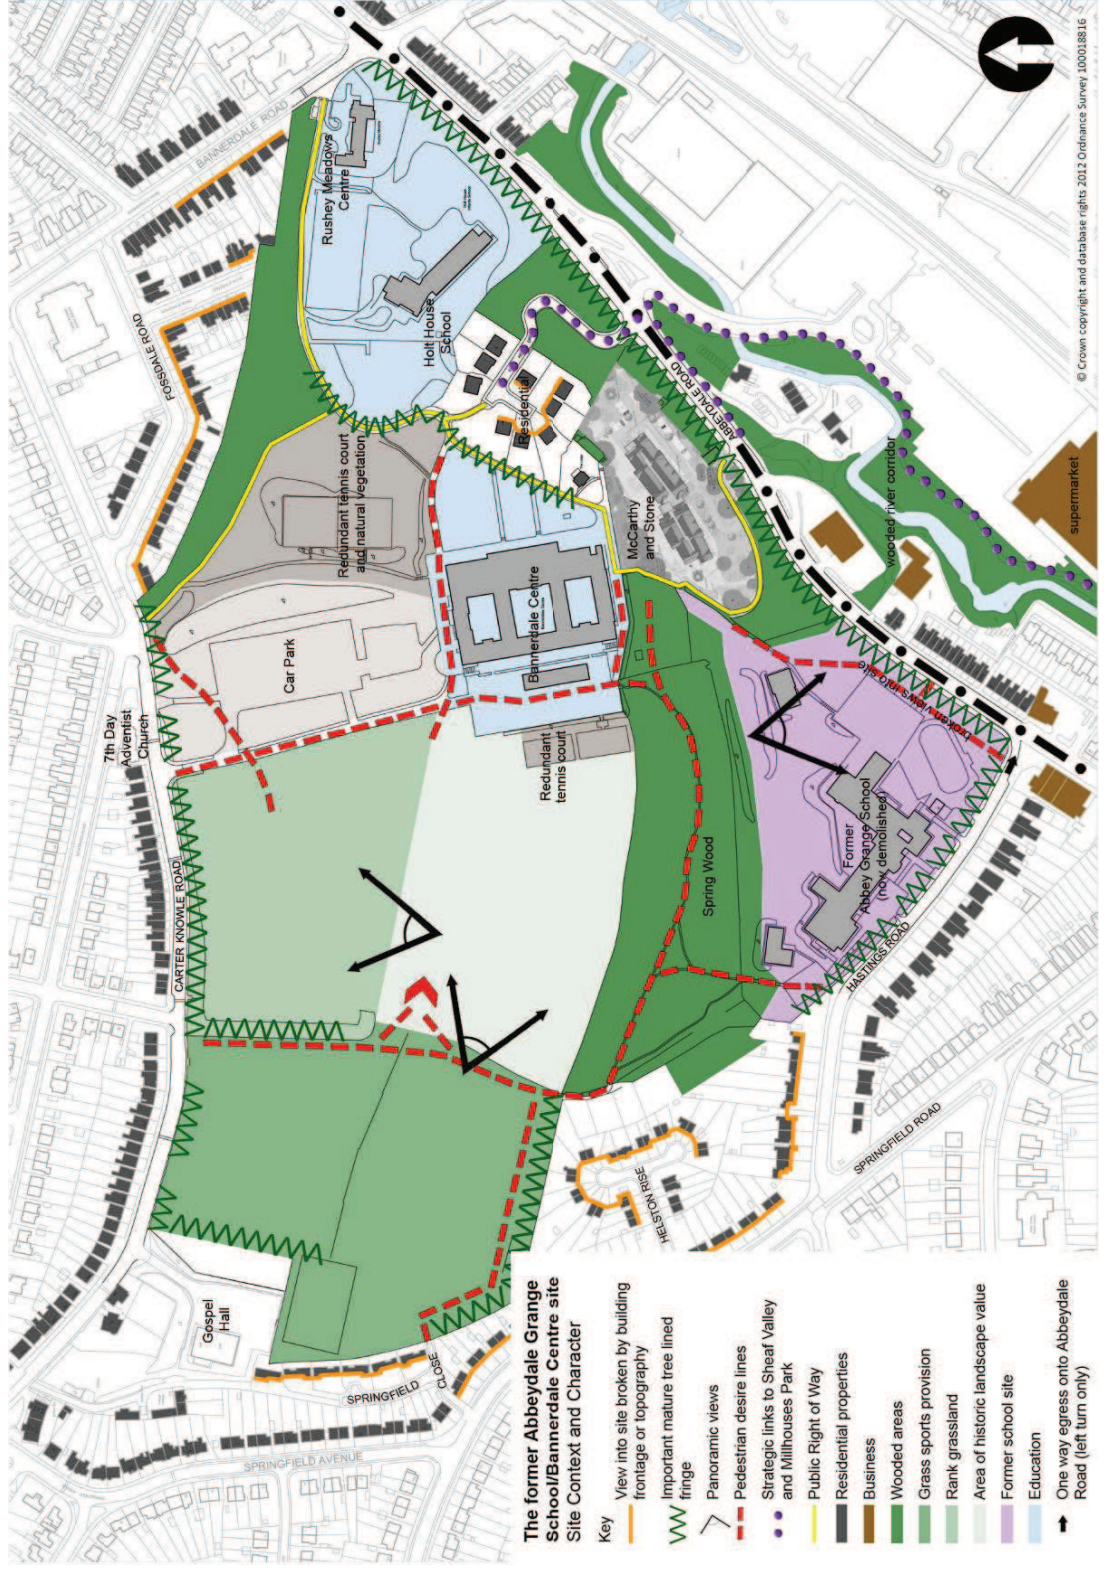 The former Abbeydale Grange
School/Bannerdale Centre site
Site Context and Character
Key
View into site broken by building
frontage or topography
Important mature tree lined
fringe
Panoramic views
Pedestrian desire lines
Strategic links to Sheaf Valley
and Millhouses Park
Public Right of Way
Residential properties
Business
Wooded areas
Grass sports provision
Rank grassland
Area of historic landscape value
Former school site
Education
One way egress onto Abbeydale
Road (left turn only)
SPRINGFIELD AVENUE
SPRINGFIELD
CLOSE
Gospel
Hall
HELSTON RISE
SPRINGFIELD ROAD
CARTER KNOWLE ROAD
7th Day
Adventist
Church
Car Park
Redundant
tennis court
Spring Wood
Former
Abbey Grange School
(now demolished)
HASTINGS ROAD
broken views into site
Bannerdale Centre
Redundant tennis court
and natural vegetation
McCarthy
and Stone
Residential
Holt House
School
Rushey Meadows
Centre
FOSSDALE ROAD
BANNERDALE ROAD
ABBEYDALE ROAD
wooded river corridor
supermarket
© Crown copyright and database rights 2012 Ordnance Survey 100018816